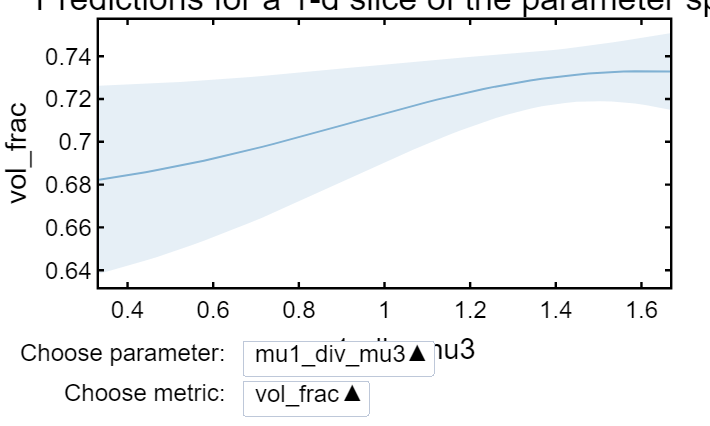 Predictions for a 1-d slice of the parameter sp
0.74
0.72
0.7
0.68
0.66
0.64
vol_frac
0.4 0.6 0.8 1 1.2 1.4 1.6
mu3
Choose parameter: mu1_div_mu3▲
Choose metric: vol_frac▲